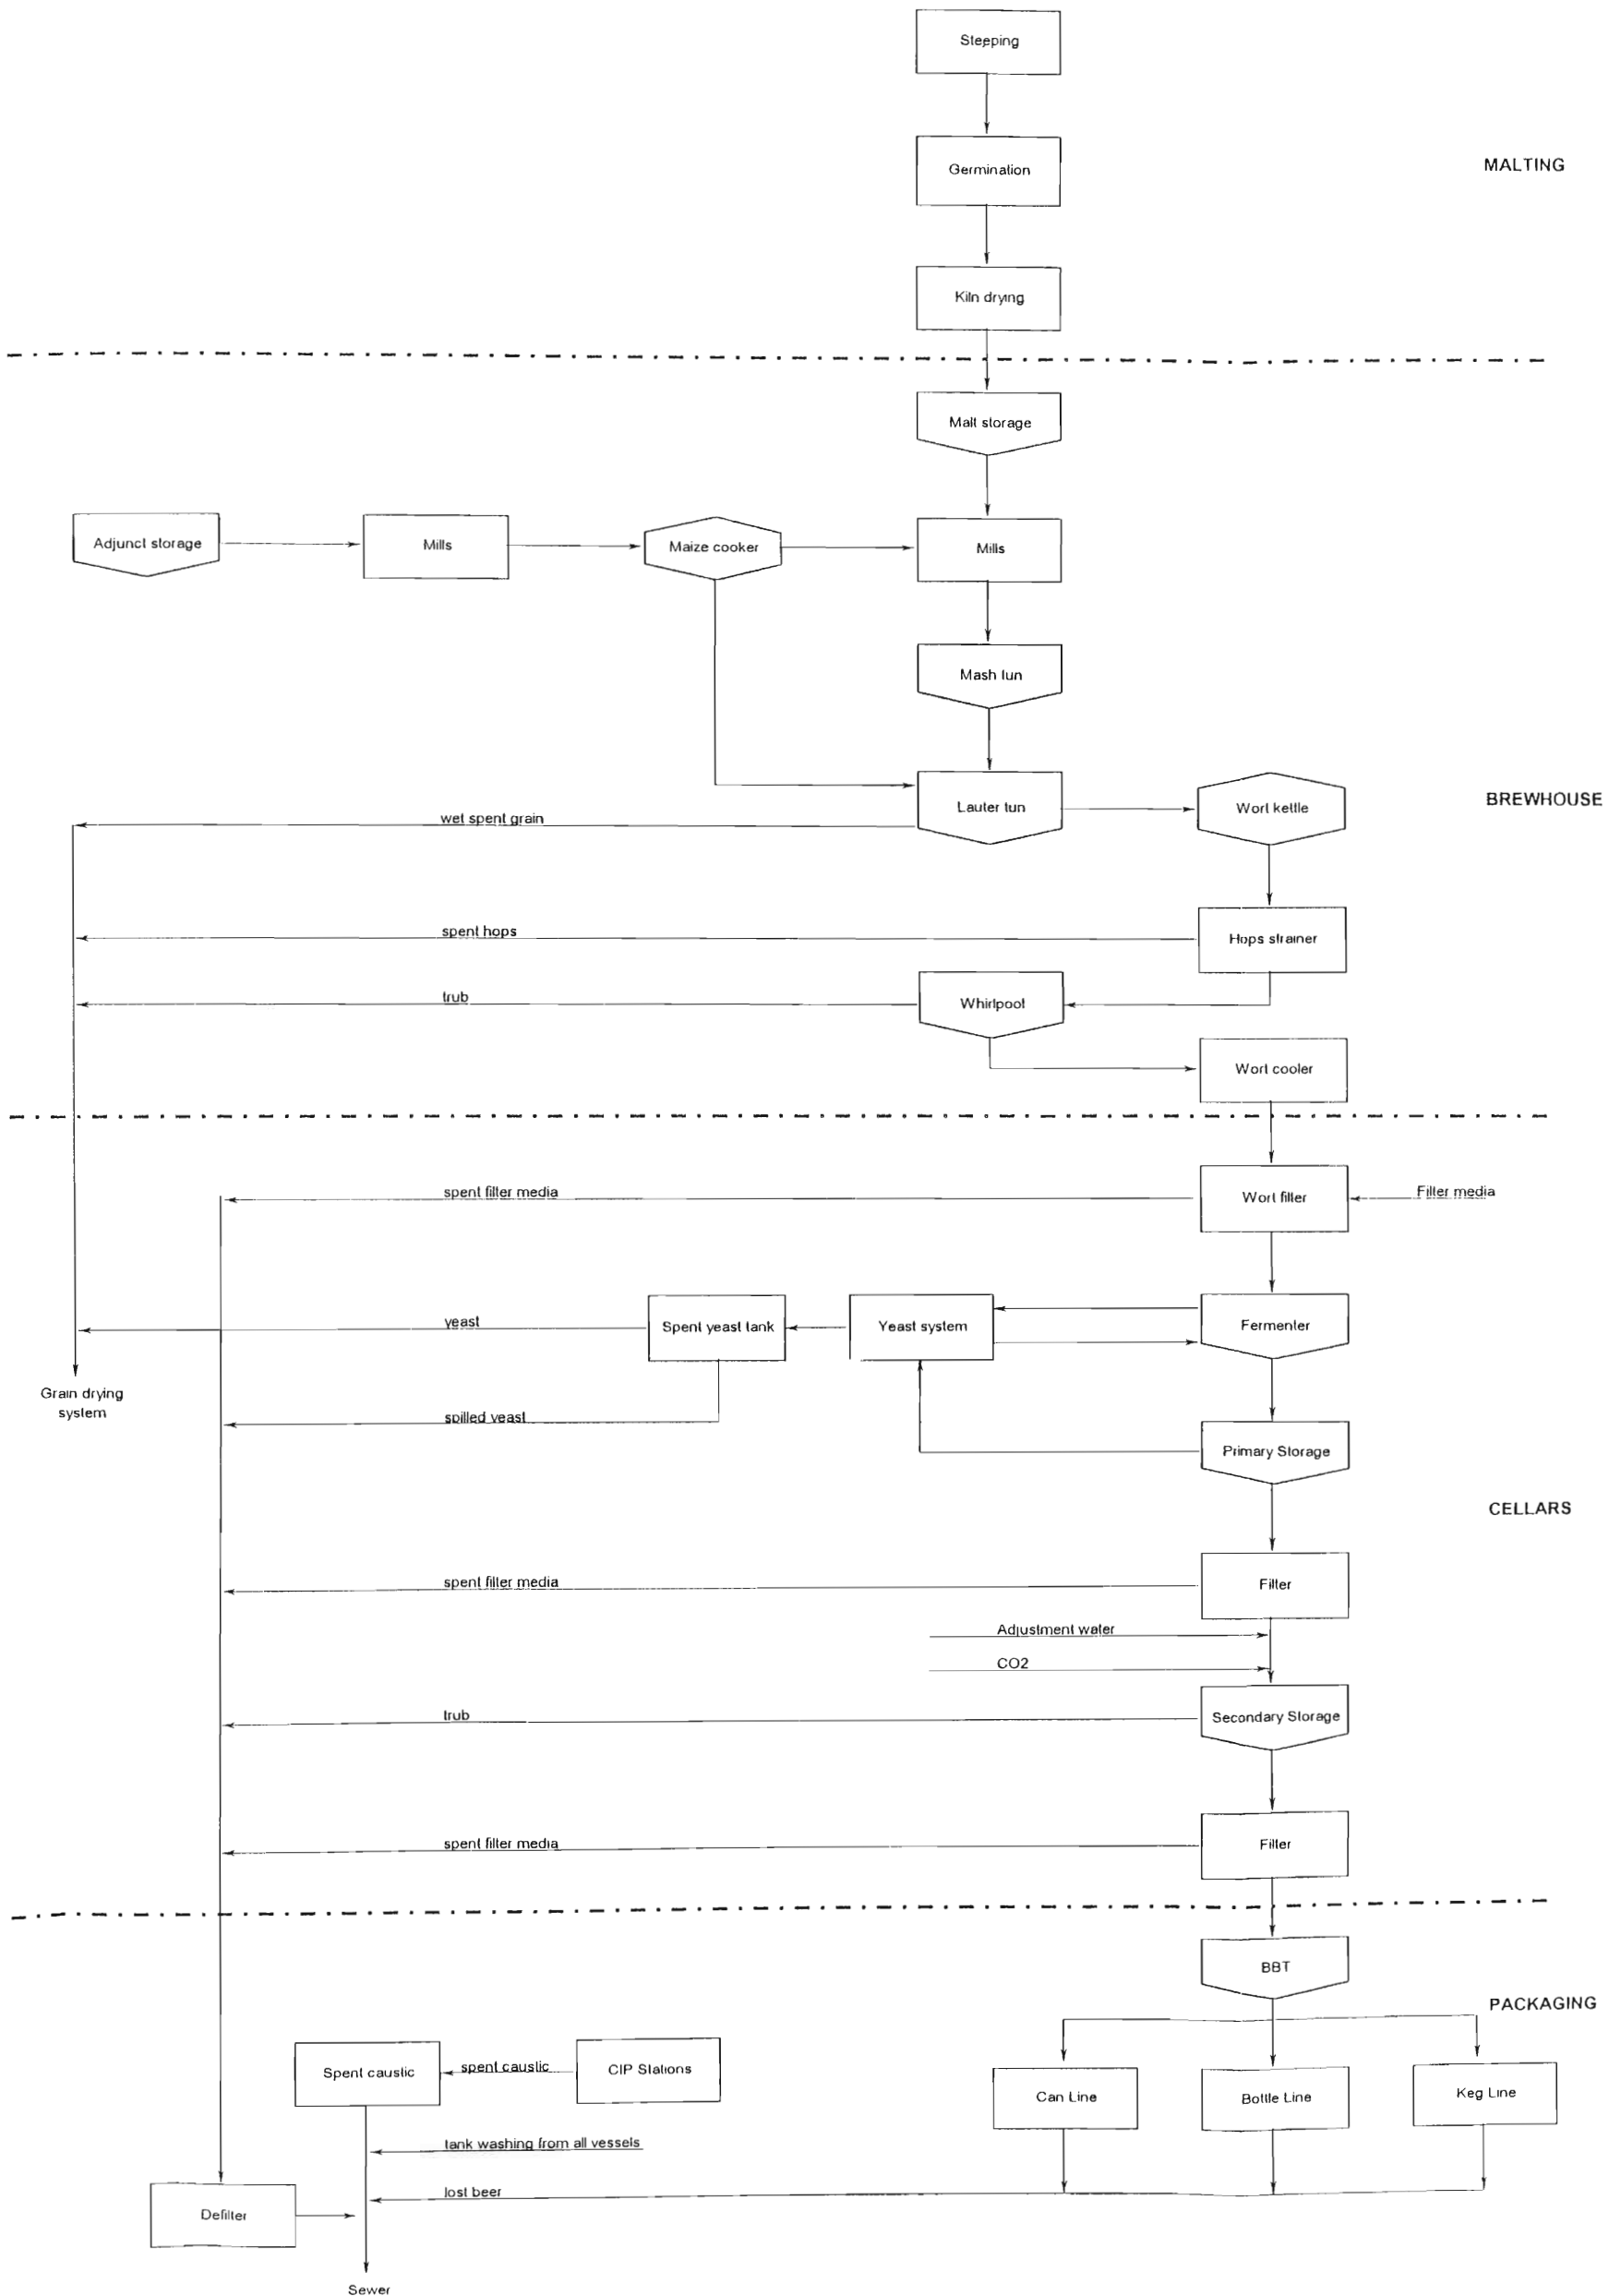 Steeping
Germination
MALTING
Kiln drying
Malt storage
Adjunct storage
Mills
Maize cooker
Mills
Mash tun
Lauter tun
Wort kettle
BREWHOUSE
wet spent grain
spent hops
Hops strainer
trub
Whirlpool
Wort cooler
spent filter media
Wort filter
Filter media
yeast
Spent yeast tank
Yeast system
Fermenter
Grain drying
system
spilled yeast
Primary Storage
CELLARS
spent filter media
Filter
Adjustment water
CO2
trub
Secondary Storage
spent filter media
Filter
BBT
PACKAGING
Spent caustic
spent caustic
CIP Stations
Can Line
Bottle Line
Keg Line
tank washing from all vessels
lost beer
Defilter
Sewer